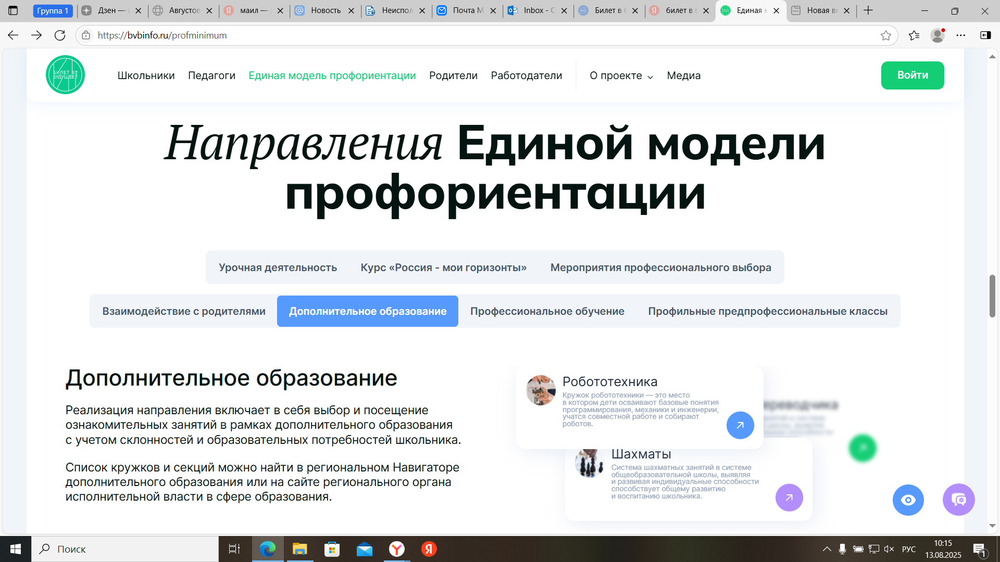 Группа 1
Дзен —
Августов
маил —
Новость
Неиспол
Почта М
Inbox - O
Билет в б
билет в б
Единая м
Новая вк
https://bvbinfo.ru/profminimum
БИЛЕТ В
БУДУЩЕЕ
Школьники
Педагоги
Единая модель профориентации
Родители
Работодатели
О проекте
Медиа
Войти
Направления Единой модели
профориентации
Урочная деятельность
Курс «Россия - мои горизонты»
Мероприятия профессионального выбора
Взаимодействие с родителями
Дополнительное образование
Профессиональное обучение
Профильные предпрофессиональные классы
Дополнительное образование
Реализация направления включает в себя выбор и посещение
ознакомительных занятий в рамках дополнительного образования
с учетом склонностей и образовательных потребностей школьника.
Список кружков и секций можно найти в региональном Навигаторе
дополнительного образования или на сайте регионального органа
исполнительной власти в сфере образования.
Робототехника
Кружок робототехники — это место
в котором дети осваивают базовые понятия
программирования, механики и инженерии,
учатся совместной работе и собирают
роботов.
ереводчика
Шахматы
Система шахматных занятий в системе
общеобразовательной школы, выявляя
и развивая индивидуальные способности
способствует общему развитию
и воспитанию школьника.
Поиск
РУС
10:15
13.08.2025
1